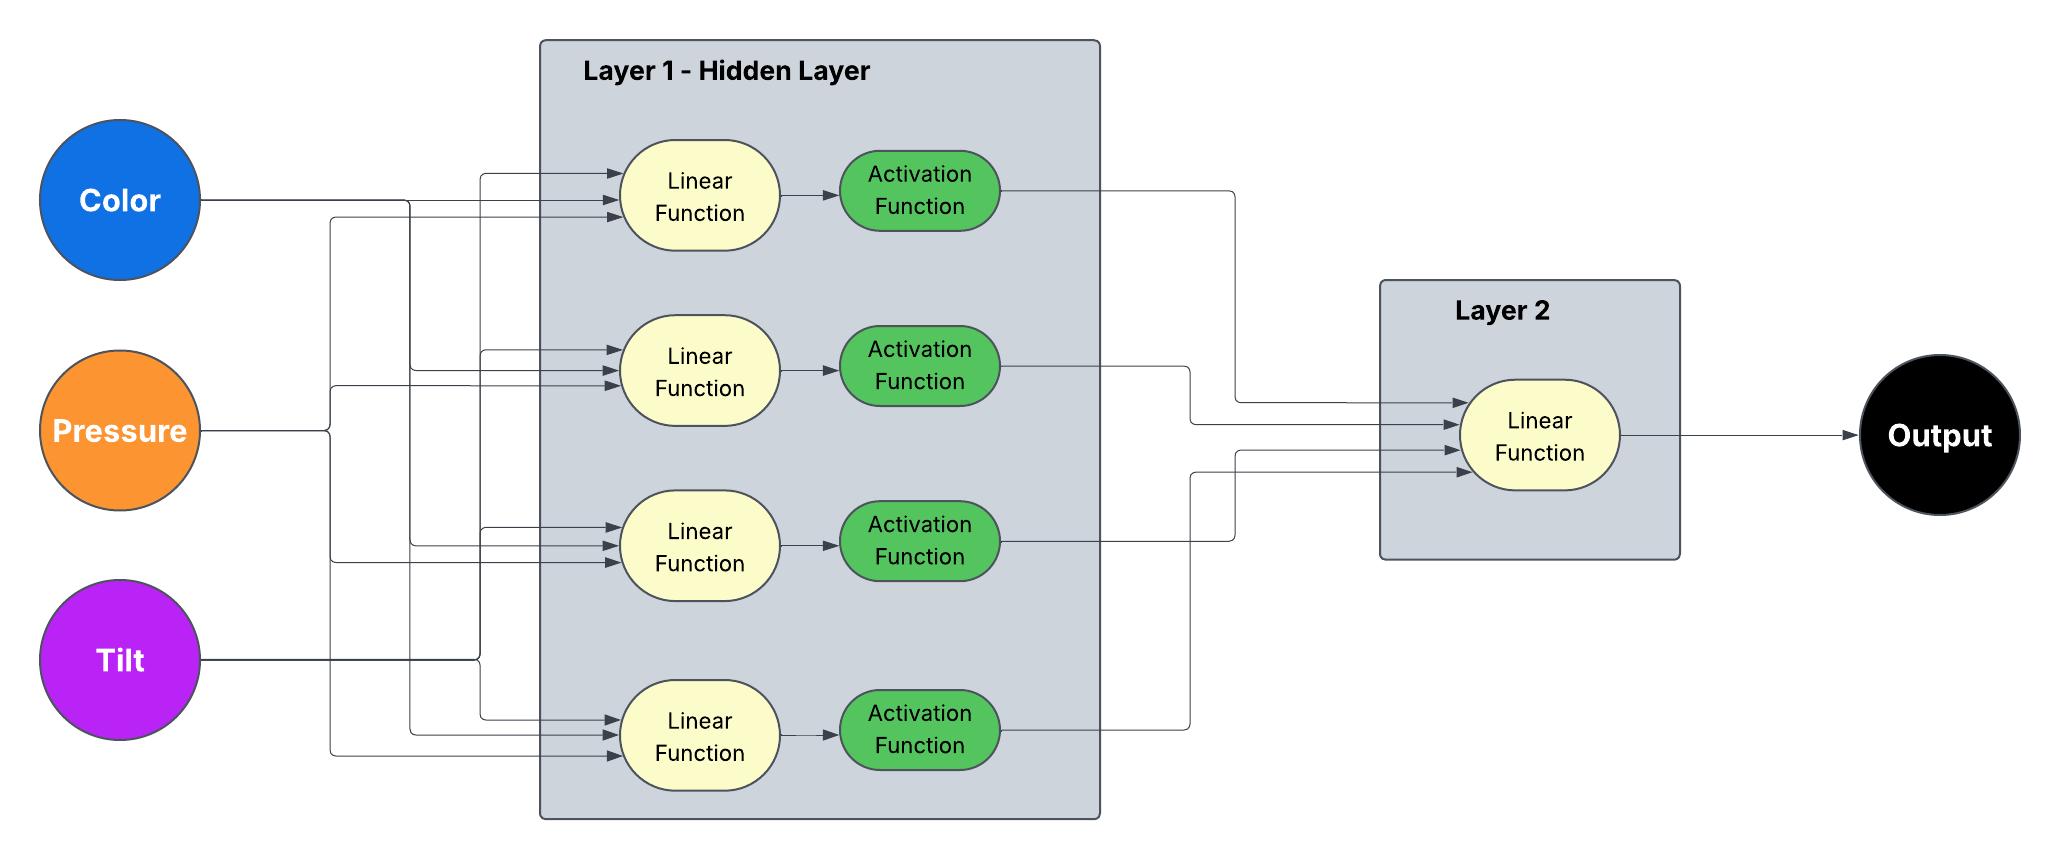 Layer 1 - Hidden Layer
Color
Pressure
Tilt
Linear
Function
Activation
Function
Linear
Function
Activation
Function
Linear
Function
Activation
Function
Linear
Function
Activation
Function
Layer 2
Linear
Function
Output